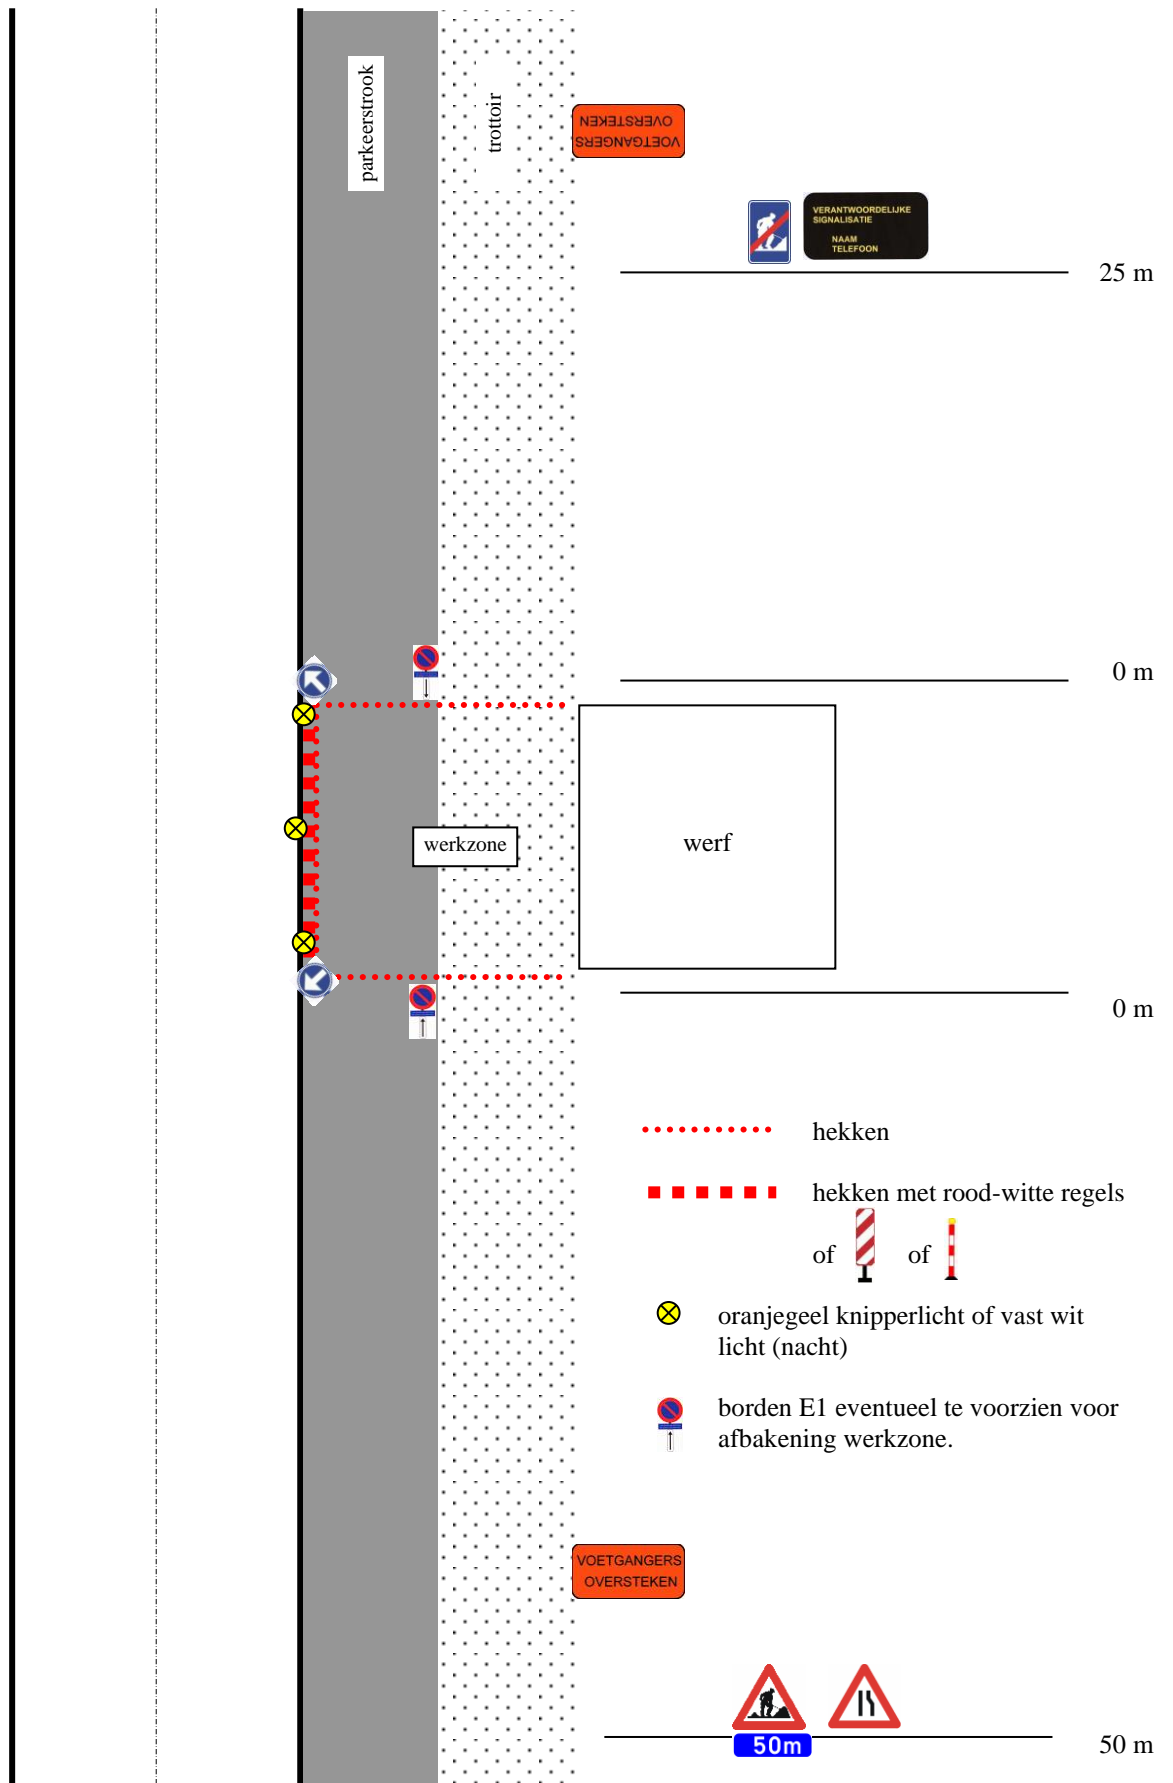 parkeerstrook
trottoir
VOETGANGERS
OVERSTEKEN
VERANTWOORDELIJKE
SIGNALISATIE
NAAM
TELEFOON
25 m
0 m
werkzone
werf
0 m
hekken
hekken met rood-witte regels
of of
oranjegeel knipperlicht of vast wit
licht (nacht)
borden E1 eventueel te voorzien voor
afbakening werkzone.
VOETGANGERS
OVERSTEKEN
50m
50 m